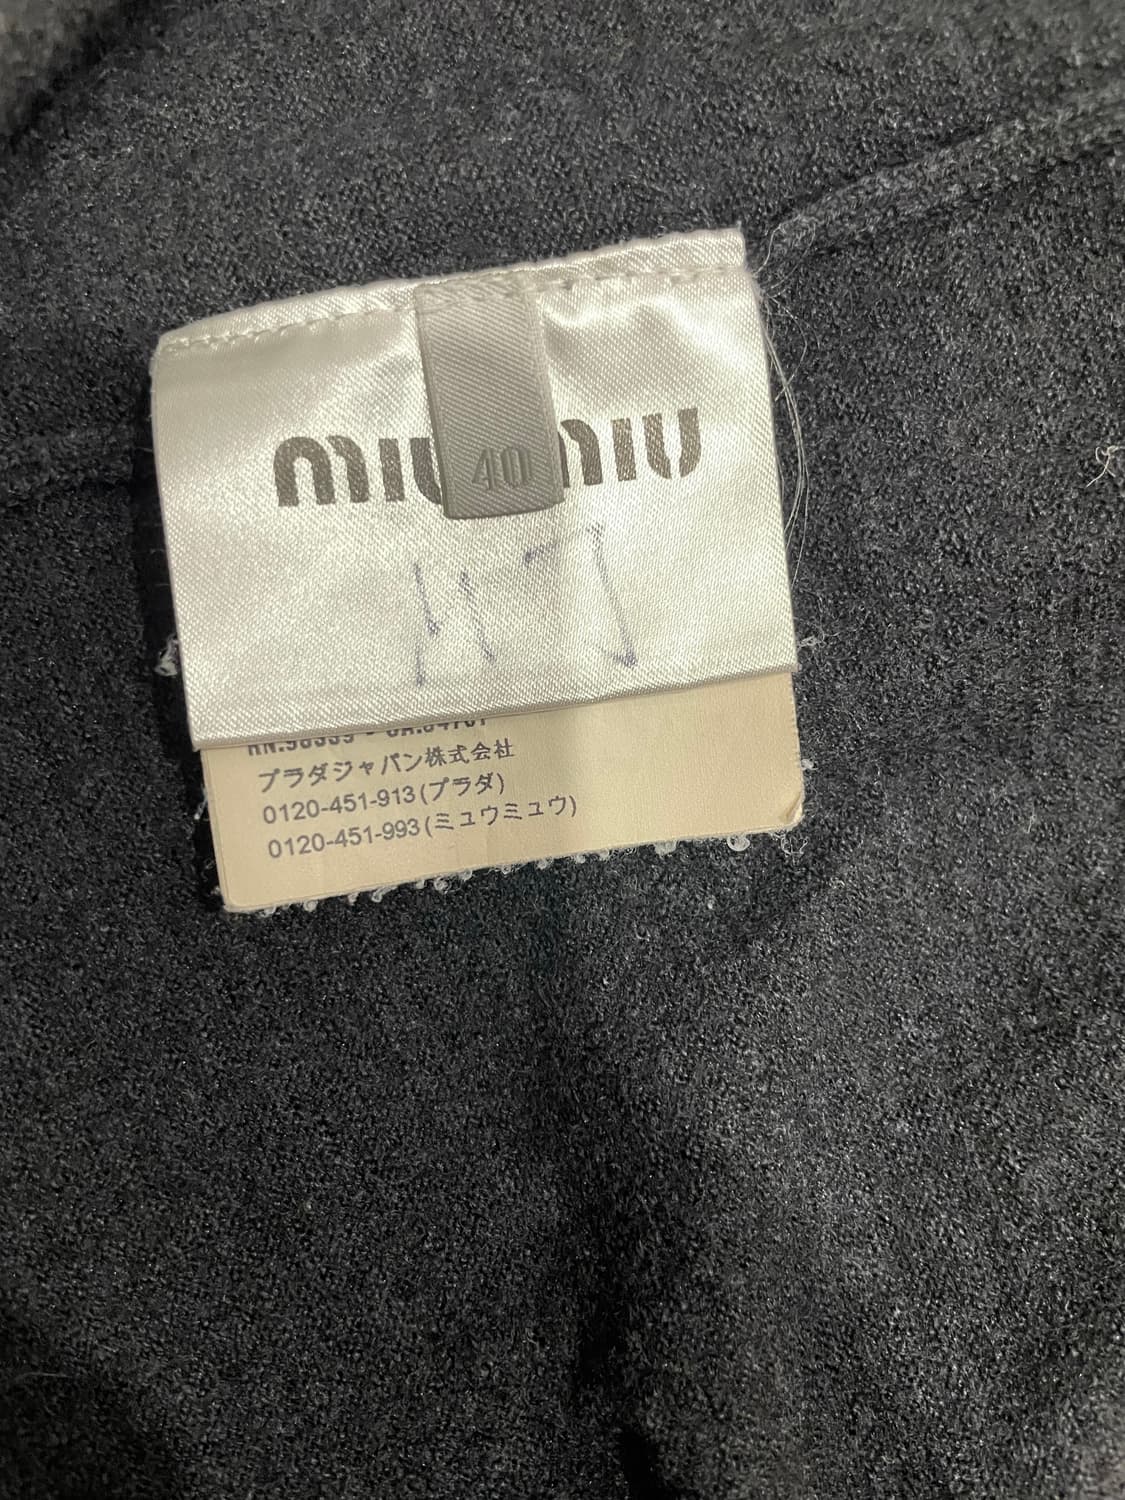 miu miu
40
プラダジャパン株式会社
0120-451-913(プラダ)
0120-451-993(ミュウミュウ)